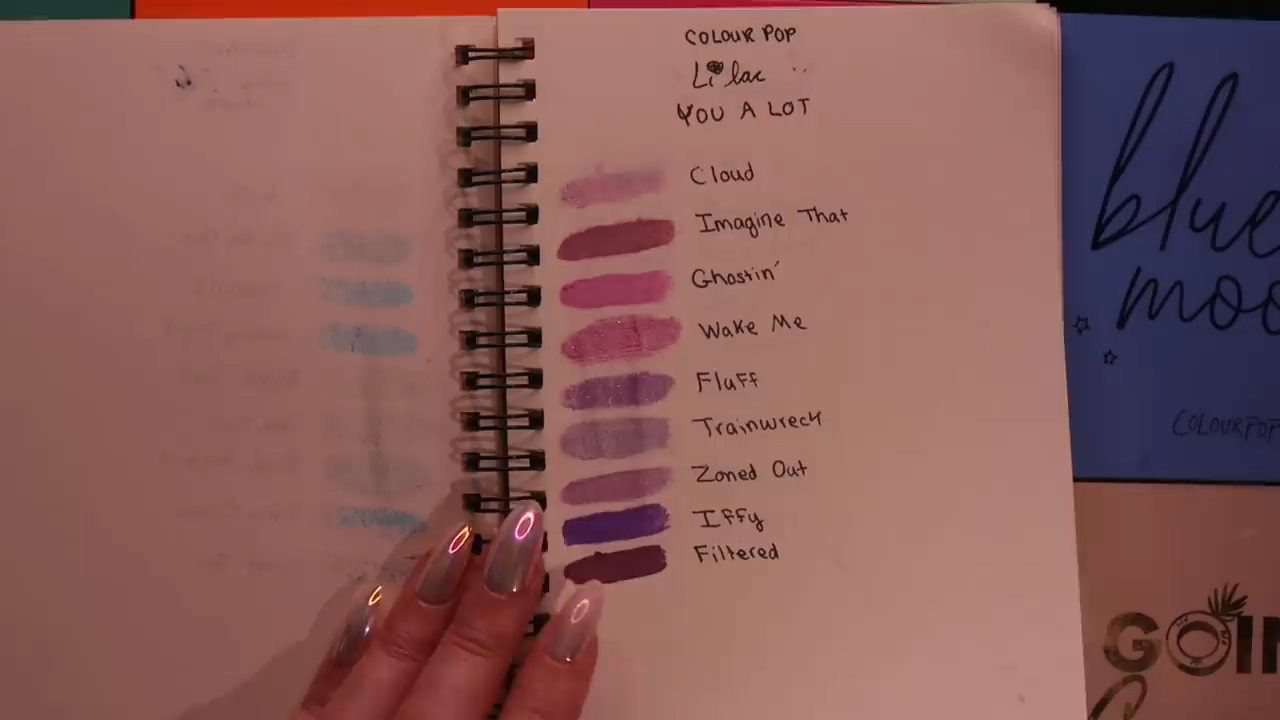 COLOUR POP
Lilac
YOU A LOT
Cloud
Imagine That
Ghostin'
Wake Me
Fluff
Trainwreck
Zoned Out
Iffy
Filtered
blue
moo
COLOURPOP
GOIN